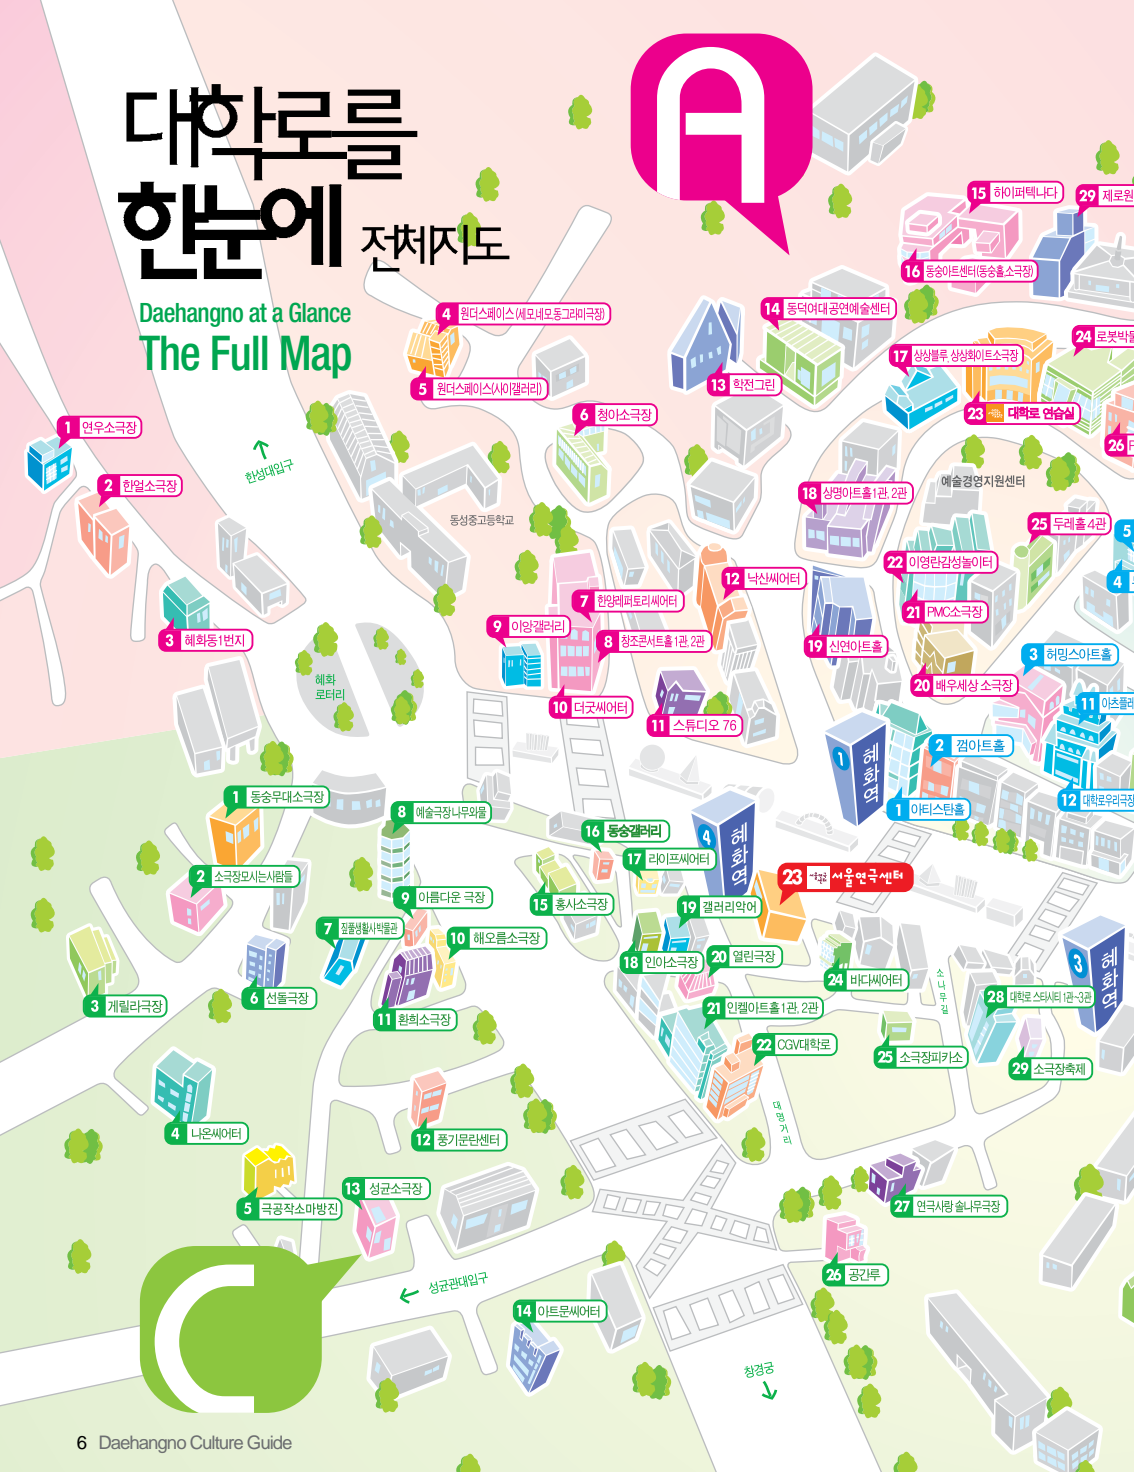 대학로를
한눈에 전체지도
Daehangno at a Glance
The Full Map
A
15 하이퍼텍나다
29 제로원
16 동숭아트센터(동숭홀 소극장)
4 원더스페이스 (세모네모동그라미극장)
14 동덕여대공연예술센터
24 로봇박물
17 상상블루, 상상화이트소극장
5 원더스페이스(사이갤러리)
13 학전그린
23 대학로 연습실
6 청아소극장
1 연우소극장
26
한성대입구
2 한얼소극장
예술경영지원센터
18 상명아트홀1관, 2관
동성중고등학교
25 두레홀 4관
5
22 이영란감성놀이터
12 낙산씨어터
4
7 한양레퍼토리 씨어터
21 PMC소극장
9 이앙갤러리
3 혜화동1번지
8 창조콘서트홀 1관, 2관
19 신연아트홀
3 허밍스아트홀
혜화
로터리
20 배우세상 소극장
10 더굿씨어터
11 아츠플레
11 스튜디오 76
2 껌아트홀
1 혜화역
1 동숭무대소극장
12 대학로우리극장
8 예술극장 나무와물
1 아티스탄홀
16 동숭갤러리
4 혜화역
17 라이프씨어터
2 소극장모시는사람들
23 서울연극센터
9 아름다운 극장
15 홍사소극장
19 갤러리악어
7 짚풀생활사박물관
10 해오름소극장
20 열린극장
18 인아소극장
3 혜화역
24 바다씨어터
소나무길
6 선돌극장
28 대학로 스타시티 1관~3관
3 게릴라극장
21 인켈아트홀 1관, 2관
11 환희소극장
22 CGV대학로
25 소극장피카소
29 소극장축제
대명거리
4 나온씨어터
12 풍기문란센터
13 성균소극장
5 극공작소마방진
27 연극사랑 솔나무극장
26 공간루
성균관대입구
14 아트문씨어터
C
창경궁
6 Daehangno Culture Guide